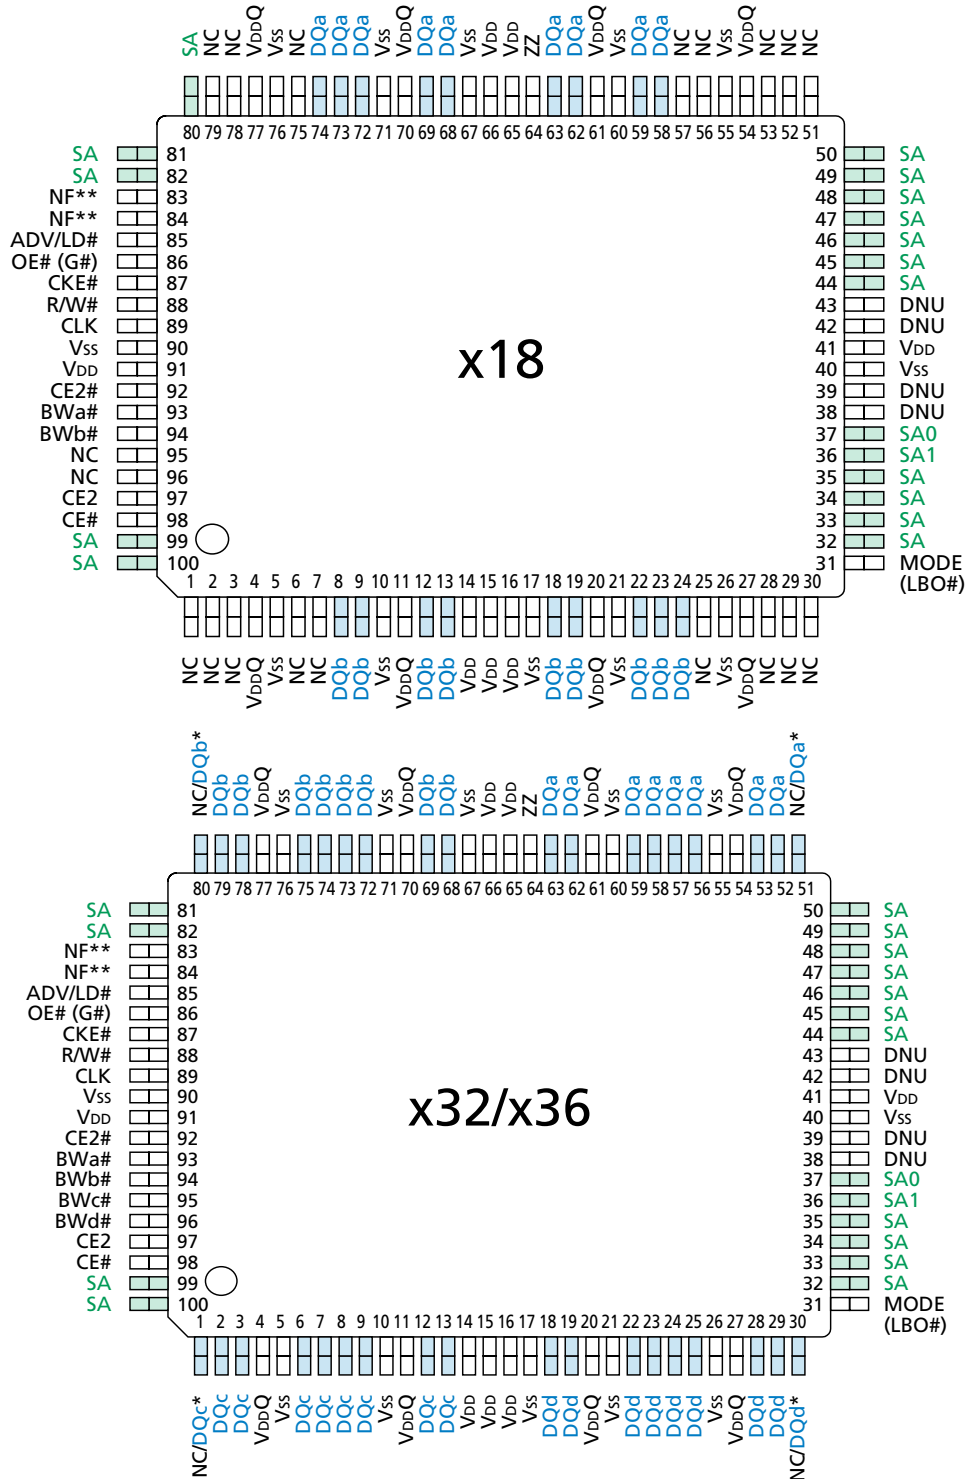 SA NC NC VDDQ VSS NC DQa DQa DQa VSS VDDQ DQa DQa VSS VDD VDD ZZ DQa DQa VDDQ VSS DQa DQa NC NC VSS VDDQ NC NC NC
80 79 78 77 76 75 74 73 72 71 70 69 68 67 66 65 64 63 62 61 60 59 58 57 56 55 54 53 52 51
SA 81 50 SA
SA 82 49 SA
NF** 83 48 SA
NF** 84 47 SA
ADV/LD# 85 46 SA
OE# (G#) 86 45 SA
CKE# 87 44 SA
R/W# 88 43 DNU
CLK 89 42 DNU
VSS 90 41 VDD
x18
VDD 91 40 VSS
CE2# 92 39 DNU
BWa# 93 38 DNU
BWb# 94 37 SA0
NC 95 36 SA1
NC 96 35 SA
CE2 97 34 SA
CE# 98 33 SA
SA 99 32 SA
SA 100 31 MODE
(LBO#)
1 2 3 4 5 6 7 8 9 10 11 12 13 14 15 16 17 18 19 20 21 22 23 24 25 26 27 28 29 30
NC NC NC VDDQ VSS NC NC DQb DQb VSS VDDQ DQb DQb VDD VDD VDD VSS DQb DQb VDDQ VSS DQb DQb DQb NC VSS VDDQ NC NC NC
NC/DQb* DQb DQb VDDQ VSS DQb DQb DQb DQb VSS VDDQ DQb DQb VSS VDD VDD ZZ DQa DQa VDDQ VSS DQa DQa DQa DQa VSS VDDQ DQa DQa NC/DQa*
80 79 78 77 76 75 74 73 72 71 70 69 68 67 66 65 64 63 62 61 60 59 58 57 56 55 54 53 52 51
SA 81 50 SA
SA 82 49 SA
NF** 83 48 SA
NF** 84 47 SA
ADV/LD# 85 46 SA
OE# (G#) 86 45 SA
CKE# 87 44 SA
R/W# 88 43 DNU
CLK 89 42 DNU
VSS 90 41 VDD
x32/x36
VDD 91 40 VSS
CE2# 92 39 DNU
BWa# 93 38 DNU
BWb# 94 37 SA0
BWc# 95 36 SA1
BWd# 96 35 SA
CE2 97 34 SA
CE# 98 33 SA
SA 99 32 SA
SA 100 31 MODE
(LBO#)
1 2 3 4 5 6 7 8 9 10 11 12 13 14 15 16 17 18 19 20 21 22 23 24 25 26 27 28 29 30
NC/DQc* DQc DQc VDDQ VSS DQc DQc DQc DQc VSS VDDQ DQc DQc VDD VDD VDD VSS DQd DQd VDDQ VSS DQd DQd DQd DQd VSS VDDQ DQd DQd NC/DQd*